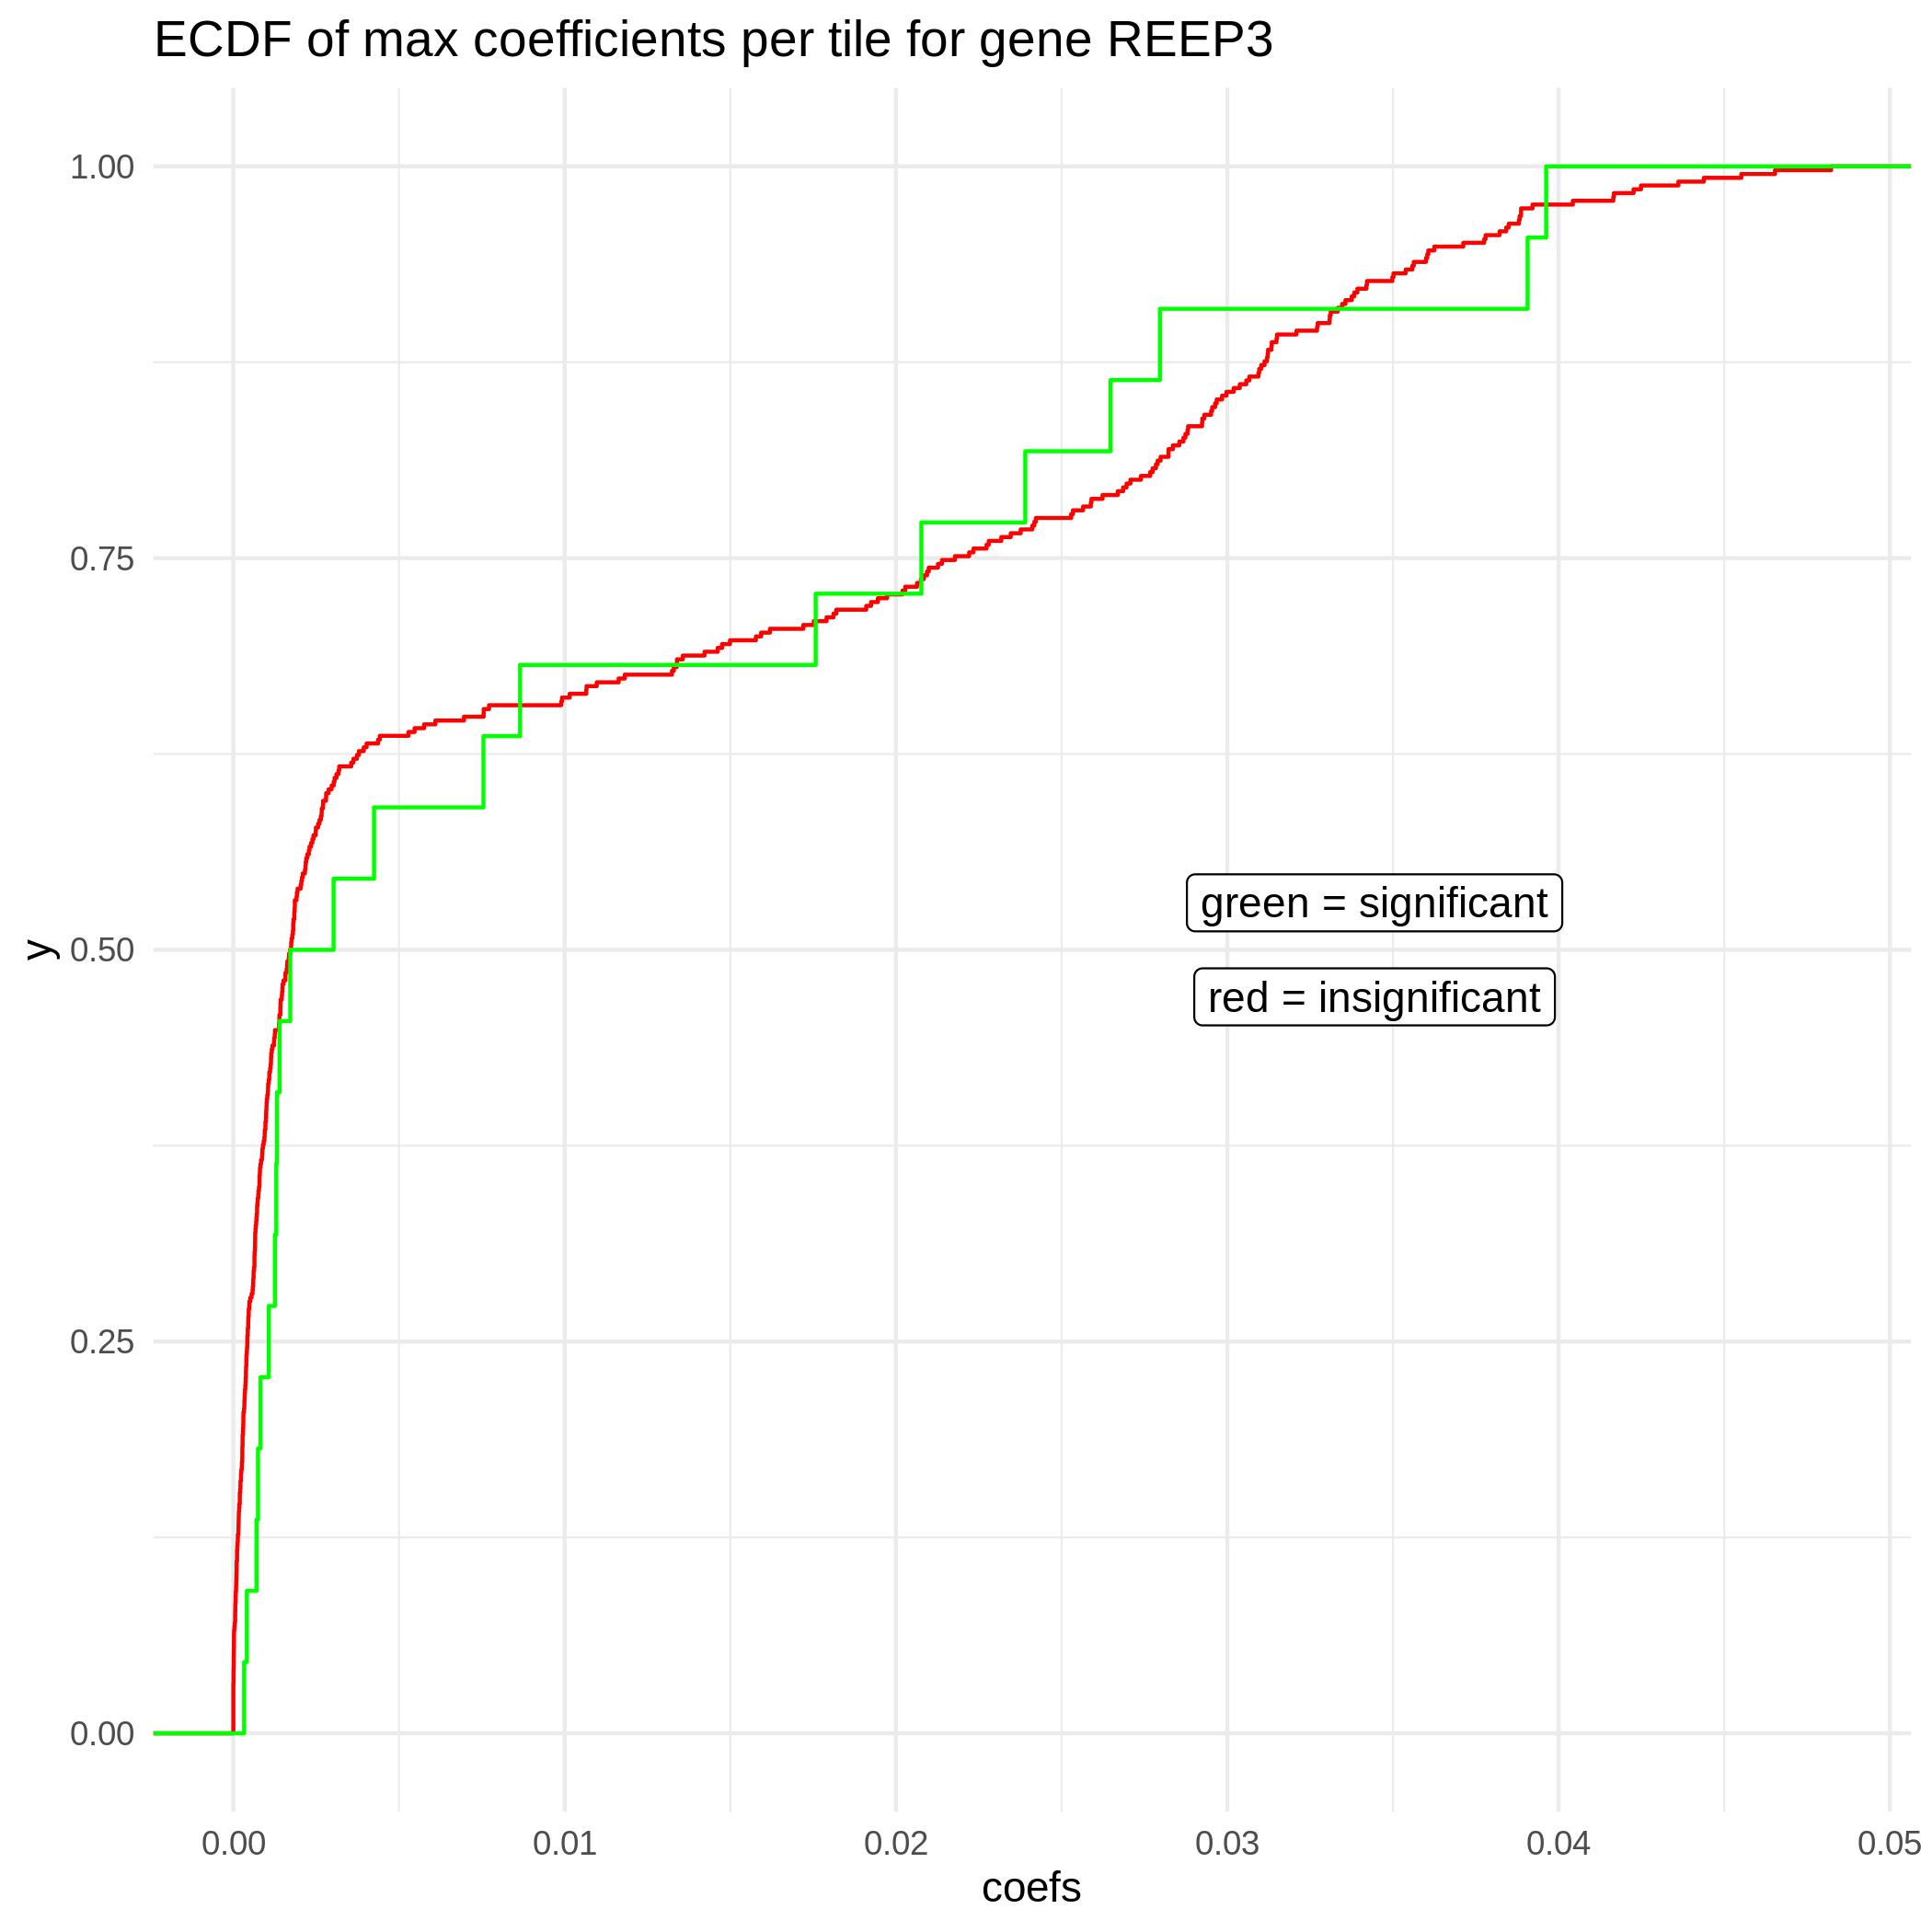 ECDF of max coefficients per tile for gene REEP3
1.00
0.75
0.50
0.25
0.00
y
green = significant
red = insignificant
0.00 0.01 0.02 0.03 0.04 0.05
coefs